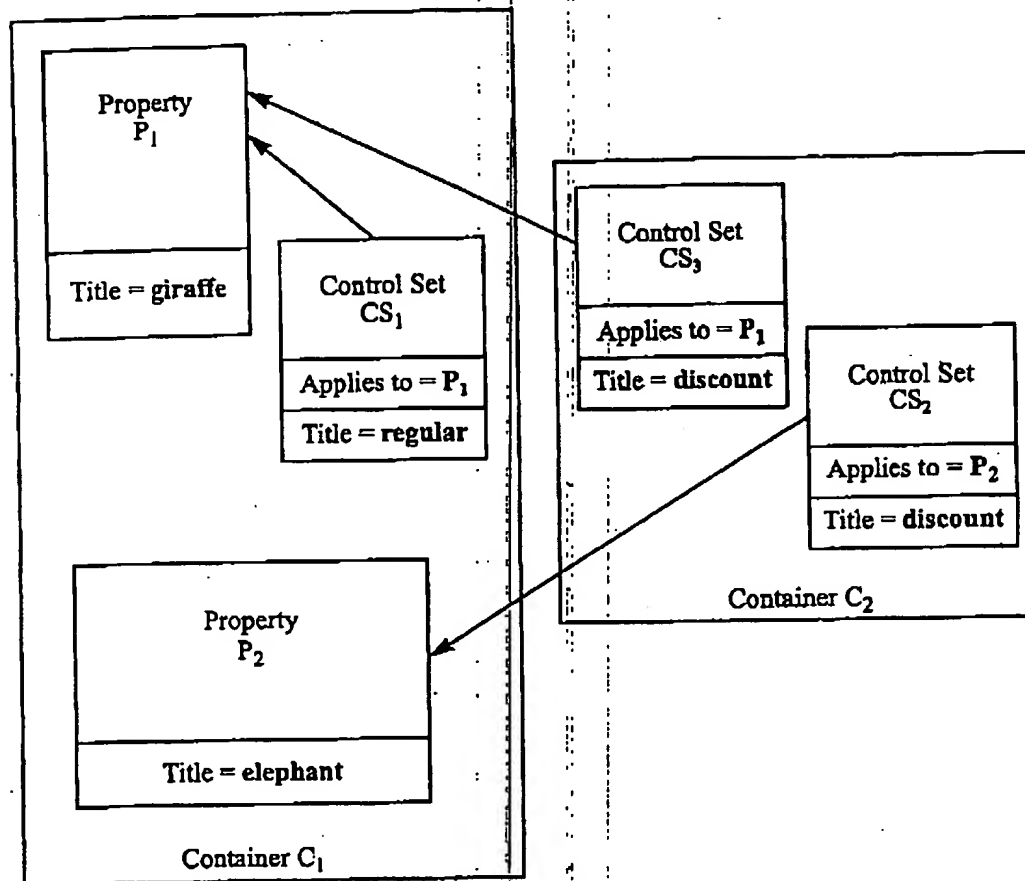 Property
P₁
Title = giraffe
Control Set
CS₁
Applies to = P₁
Title = regular
Property
P₂
Title = elephant
Container C₁
Control Set
CS₃
Applies to = P₁
Title = discount
Control Set
CS₂
Applies to = P₂
Title = discount
Container C₂